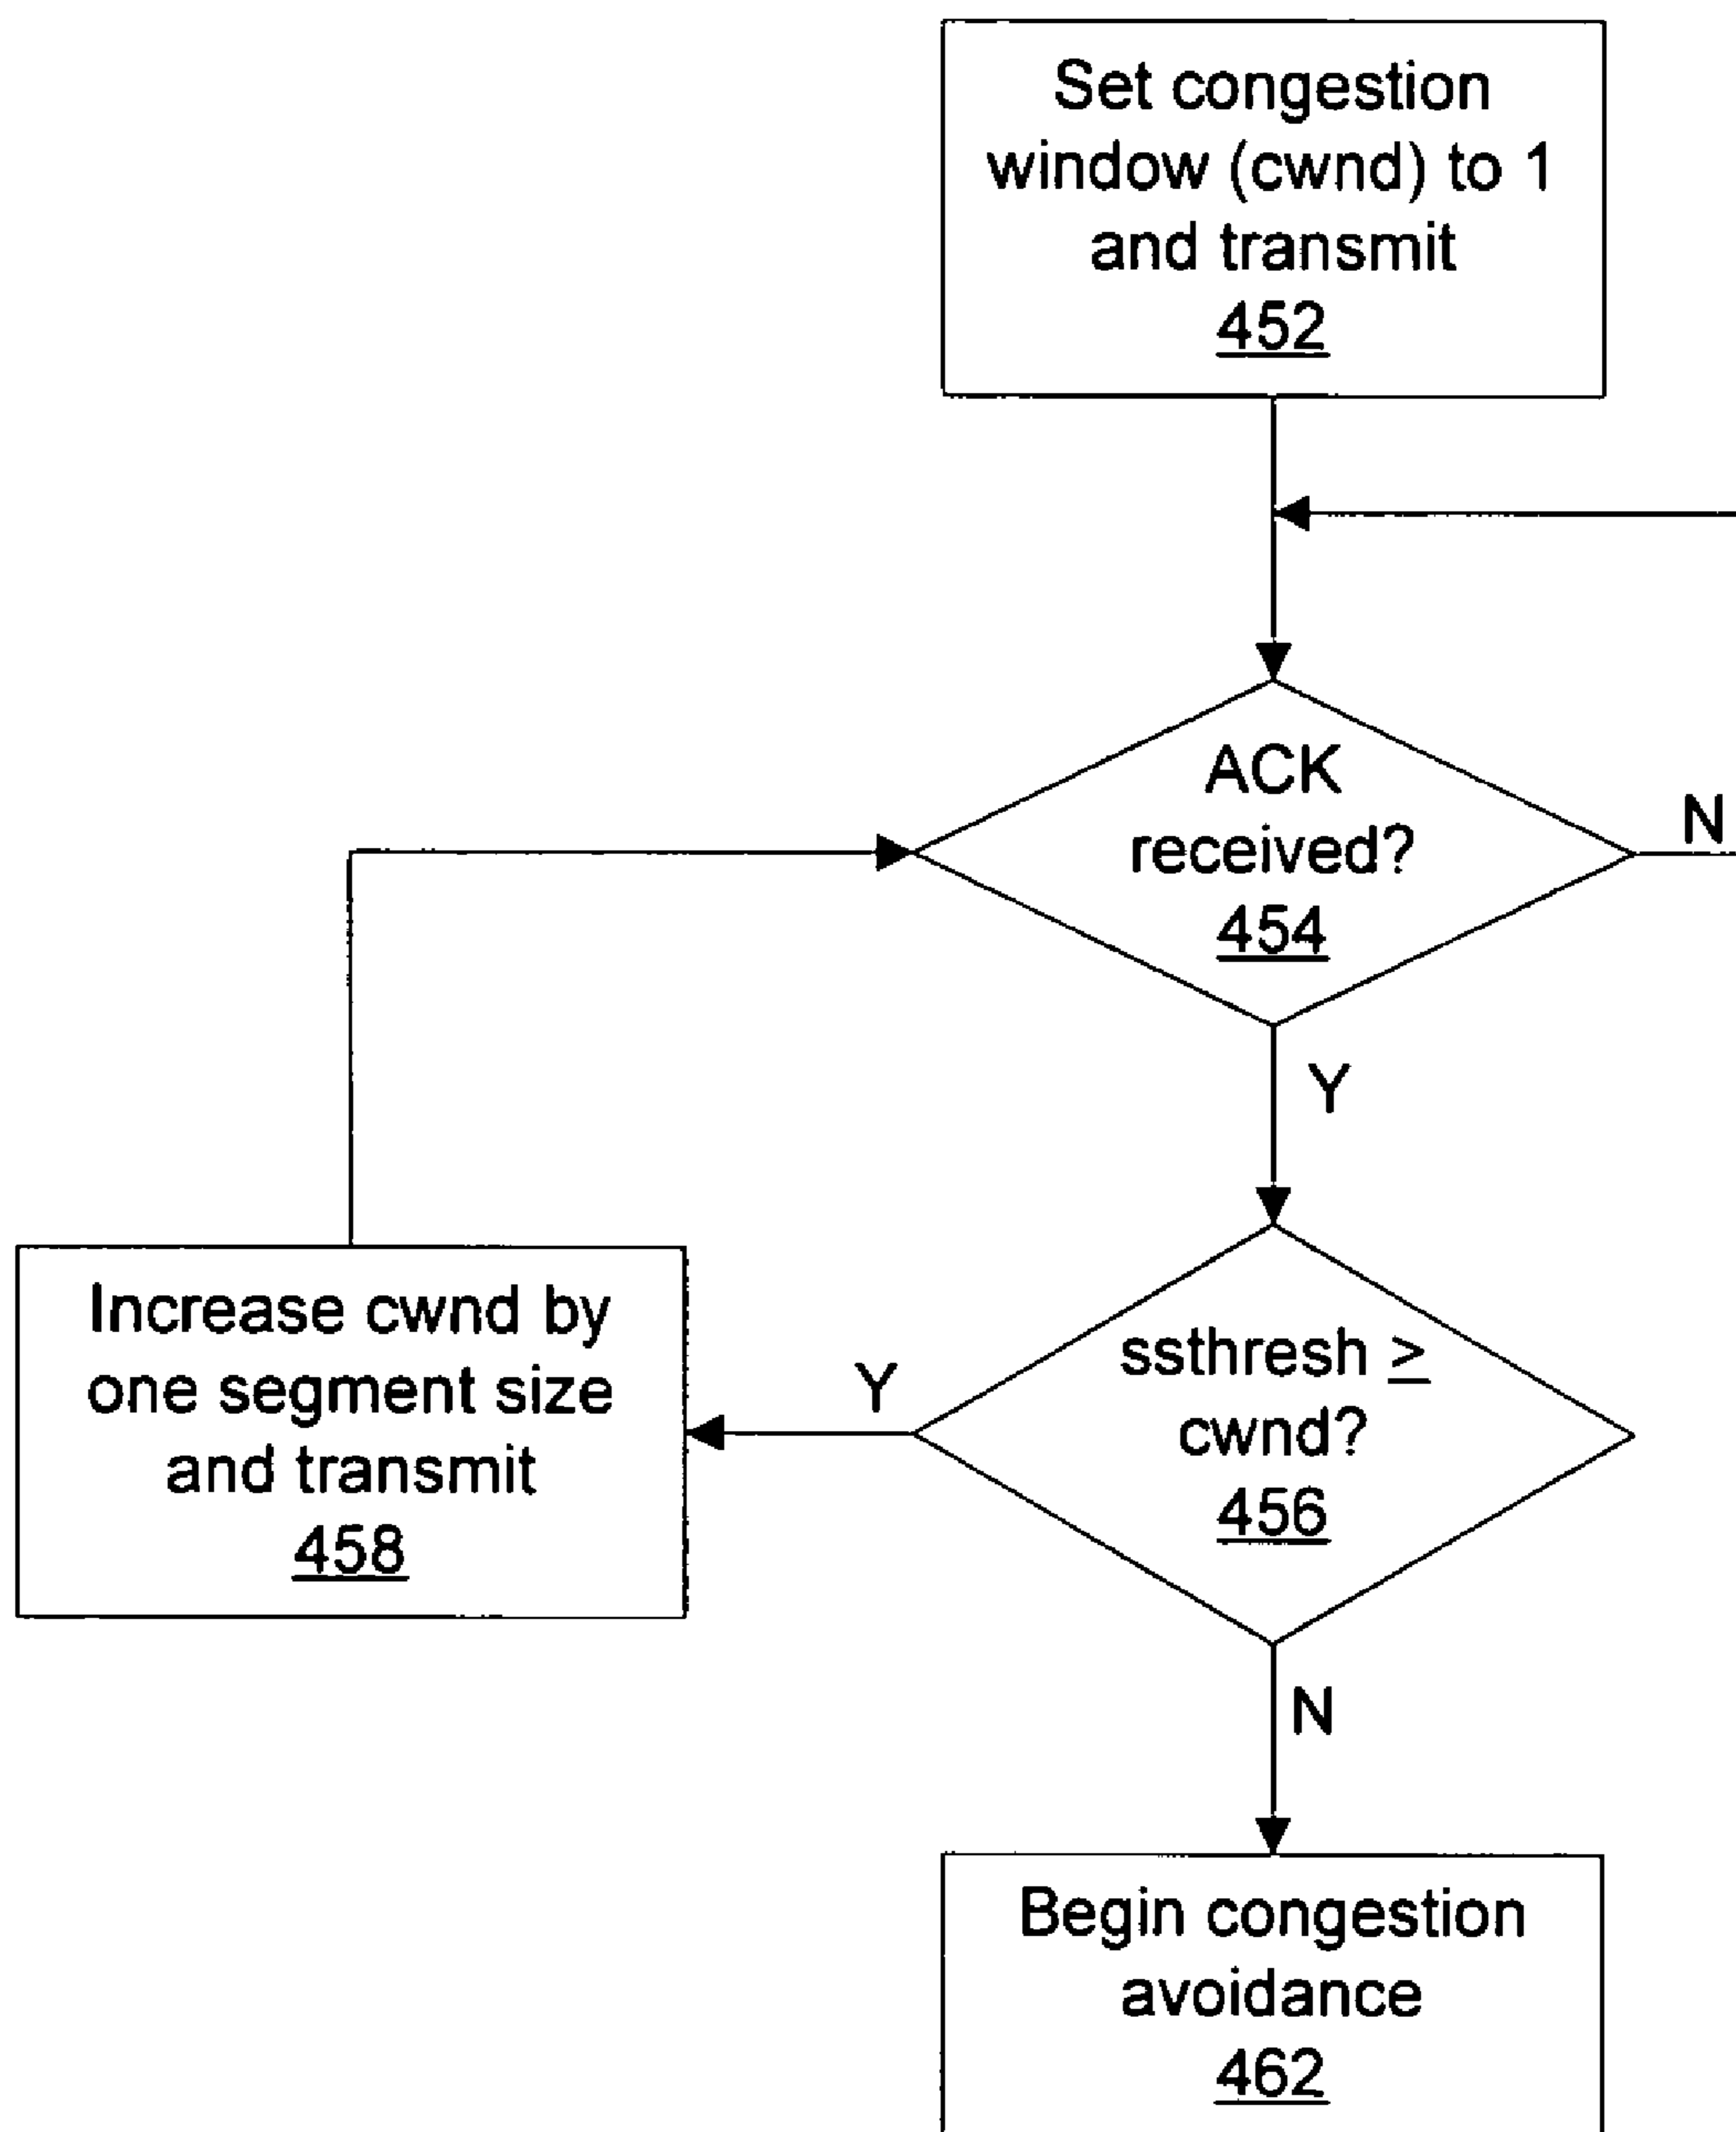 Set congestion
window (cwnd) to 1
and transmit
452
ACK
received?
454
N
Y
Increase cwnd by
one segment size
and transmit
458
Y
ssthresh ≥
cwnd?
456
N
Begin congestion
avoidance
462